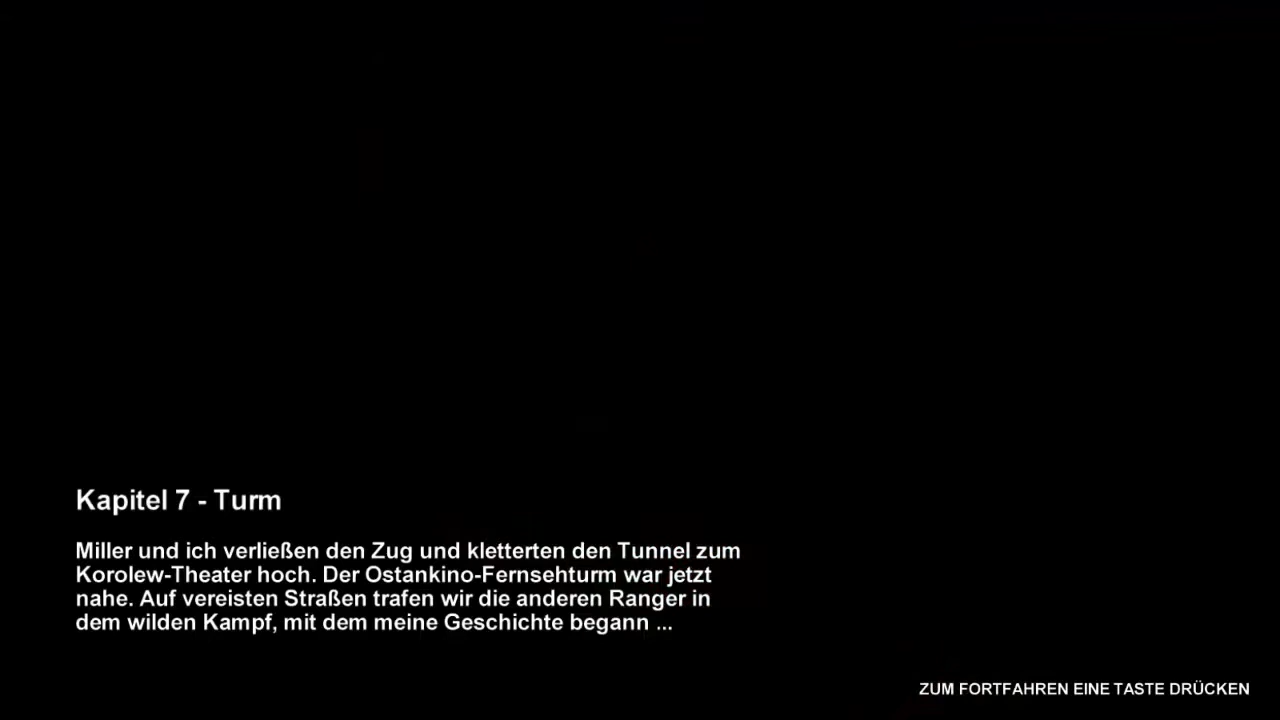 Kapitel 7 - Turm
Miller und ich verließen den Zug und kletterten den Tunnel zum
Korolew-Theater hoch. Der Ostankino-Fernsehturm war jetzt
nahe. Auf vereisten Straßen trafen wir die anderen Ranger in
dem wilden Kampf, mit dem meine Geschichte begann ...
ZUM FORTFAHREN EINE TASTE DRÜCKEN